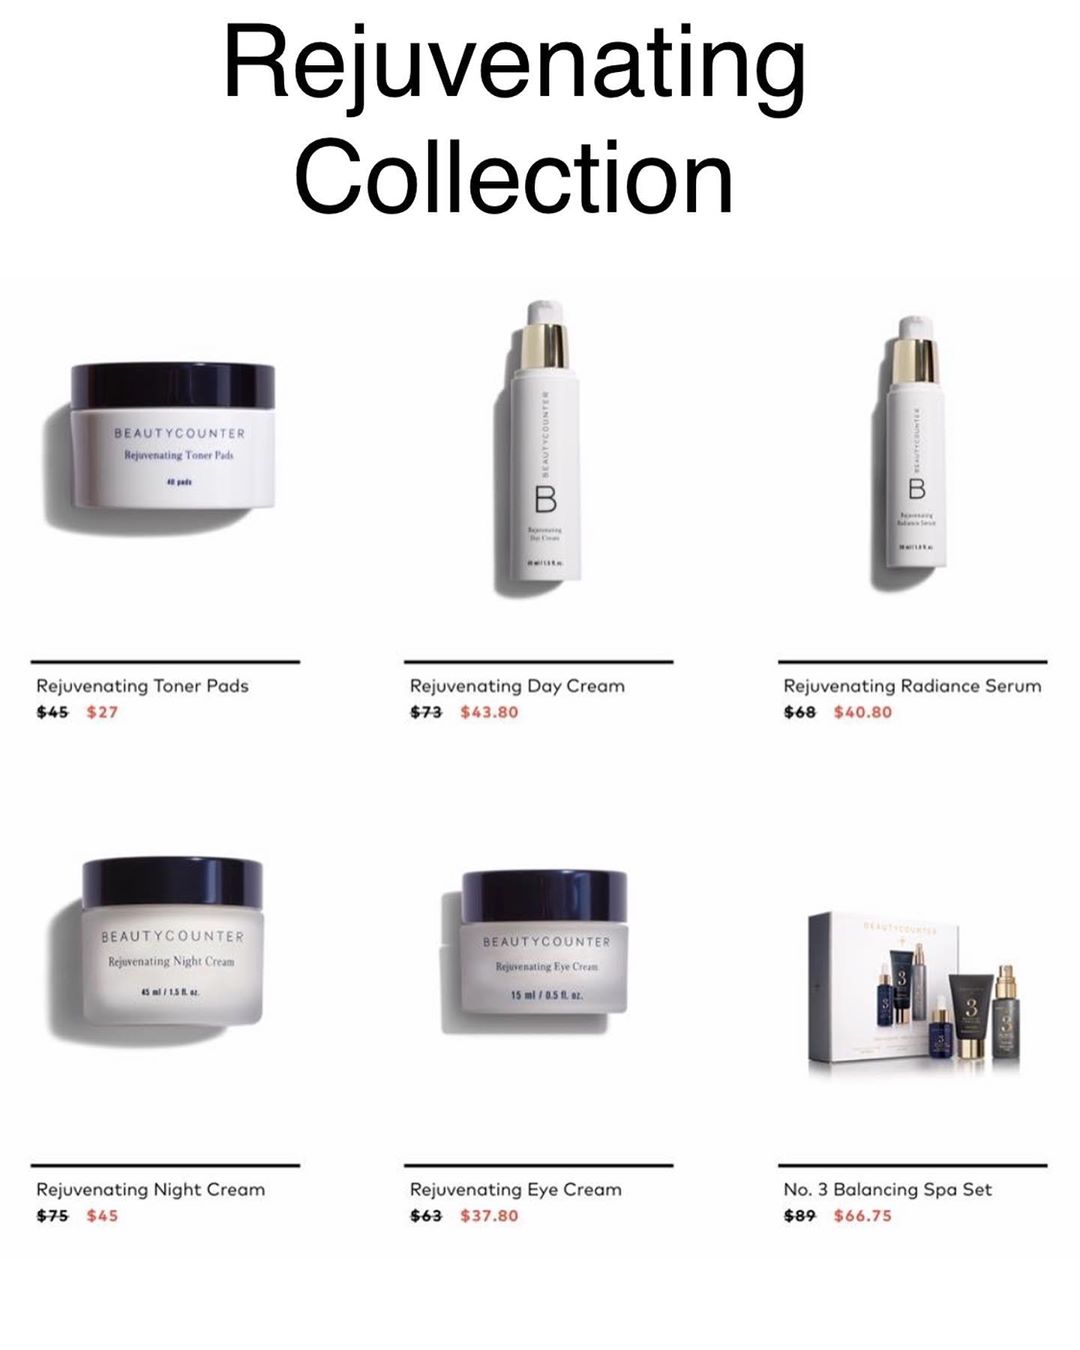 Rejuvenating
Collection
BEAUTYCOUNTER
Rejuvenating Toner Pads
40 pads
BEAUTYCOUNTER
B
Rejuvenating
Day Cream
BEAUTYCOUNTER
B
Rejuvenating
Radiance Serum
Rejuvenating Toner Pads
$45 $27
Rejuvenating Day Cream
$73 $43.80
Rejuvenating Radiance Serum
$68 $40.80
BEAUTYCOUNTER
Rejuvenating Night Cream
45 ml / 1.5 fl. oz.
BEAUTYCOUNTER
Rejuvenating Eye Cream
15 ml / 0.5 fl. oz.
BEAUTYCOUNTER
3
3
3
3
Rejuvenating Night Cream
$75 $45
Rejuvenating Eye Cream
$63 $37.80
No. 3 Balancing Spa Set
$89 $66.75